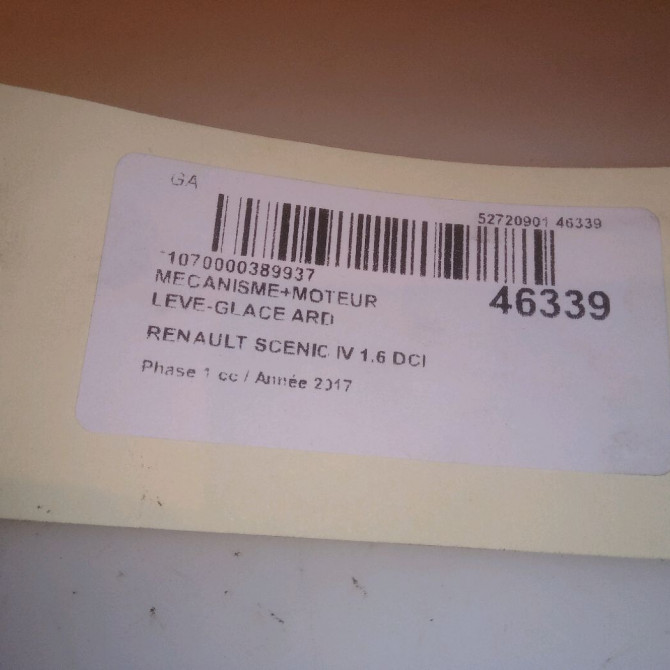 GA
52720901 46339
1070000389937
46339
MECANISME+MOTEUR
LEVE-GLACE ARD
RENAULT SCENIC IV 1.6 DCI
Phase 1 cc / Année 2017